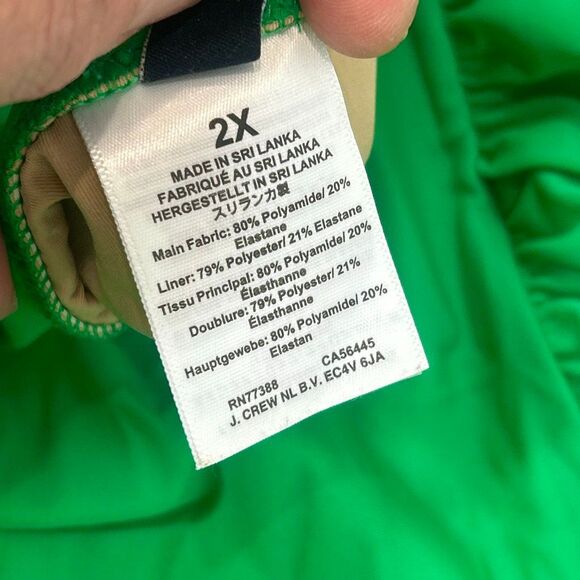 2X
MADE IN SRI LANKA
FABRIQUÉ AU SRI LANKA
HERGESTELLT IN SRI LANKA
スリランカ製
Main Fabric: 80% Polyamide/ 20%
Elastane
Liner: 79% Polyester/ 21% Elastane
Tissu Principal: 80% Polyamide/ 20%
Élasthanne
Doublure: 79% Polyester/ 21%
Élasthanne
Hauptgewebe: 80% Polyamide/ 20%
Elastan
RN77388 CA56445
J. CREW NL B.V. EC4V 6JA